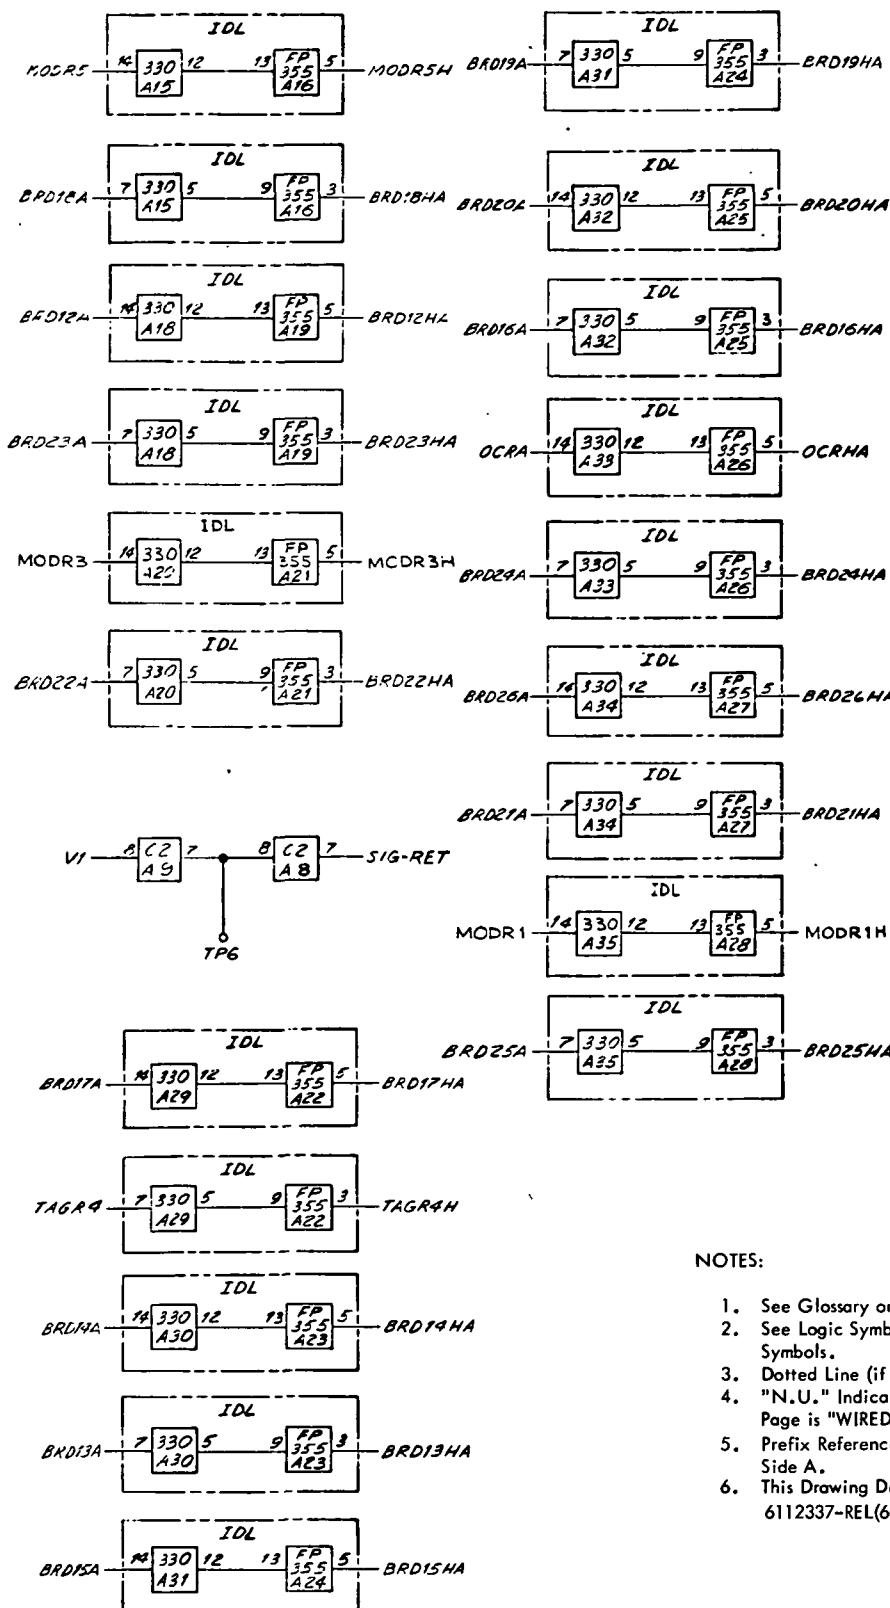 IDL
MODR5 14 330 A15 12 13 FP 355 A16 5 MODR5H
IDL
BRD18A 7 330 A15 5 9 FP 355 A16 3 BRD18HA
IDL
BRD12A 14 330 A18 12 13 FP 355 A19 5 BRD12HA
IDL
BRD23A 7 330 A18 5 9 FP 355 A19 3 BRD23HA
IDL
MODR3 14 330 A20 12 13 FP 355 A21 5 MODR3H
IDL
BRD22A 7 330 A20 5 9 FP 355 A21 3 BRD22HA
V1 8 C2 A9 7 8 C2 A8 7 SIG-RET
TP6
IDL
BRD17A 14 330 A29 12 13 FP 355 A22 5 BRD17HA
IDL
TAGR4 7 330 A29 5 9 FP 355 A22 3 TAGR4H
IDL
BRD14A 14 330 A30 12 13 FP 355 A23 5 BRD14HA
IDL
BRD13A 7 330 A30 5 9 FP 355 A23 3 BRD13HA
IDL
BRD15A 14 330 A31 12 13 FP 355 A24 5 BRD15HA
IDL
BRD19A 7 330 A31 5 9 FP 355 A24 3 BRD19HA
IDL
BRD20A 14 330 A32 12 13 FP 355 A25 5 BRD20HA
IDL
BRD16A 7 330 A32 5 9 FP 355 A25 3 BRD16HA
IDL
OCRA 14 330 A33 12 13 FP 355 A26 5 OCRHA
IDL
BRD24A 7 330 A33 5 9 FP 355 A26 3 BRD24HA
IDL
BRD26A 14 330 A34 12 13 FP 355 A27 5 BRD26HA
IDL
BRD21A 7 330 A34 5 9 FP 355 A27 3 BRD21HA
IDL
MODR1 14 330 A35 12 13 FP 355 A28 5 MODR1H
IDL
BRD25A 7 330 A35 5 9 FP 355 A28 3 BRD25HA
NOTES:
1. See Glossary
2. See Logic
Symbols.
3. Dotted Line (if
4. "N.U."
Page is "WIRED
5. Prefix
Side A.
6. This Drawing
6112337-REL(6